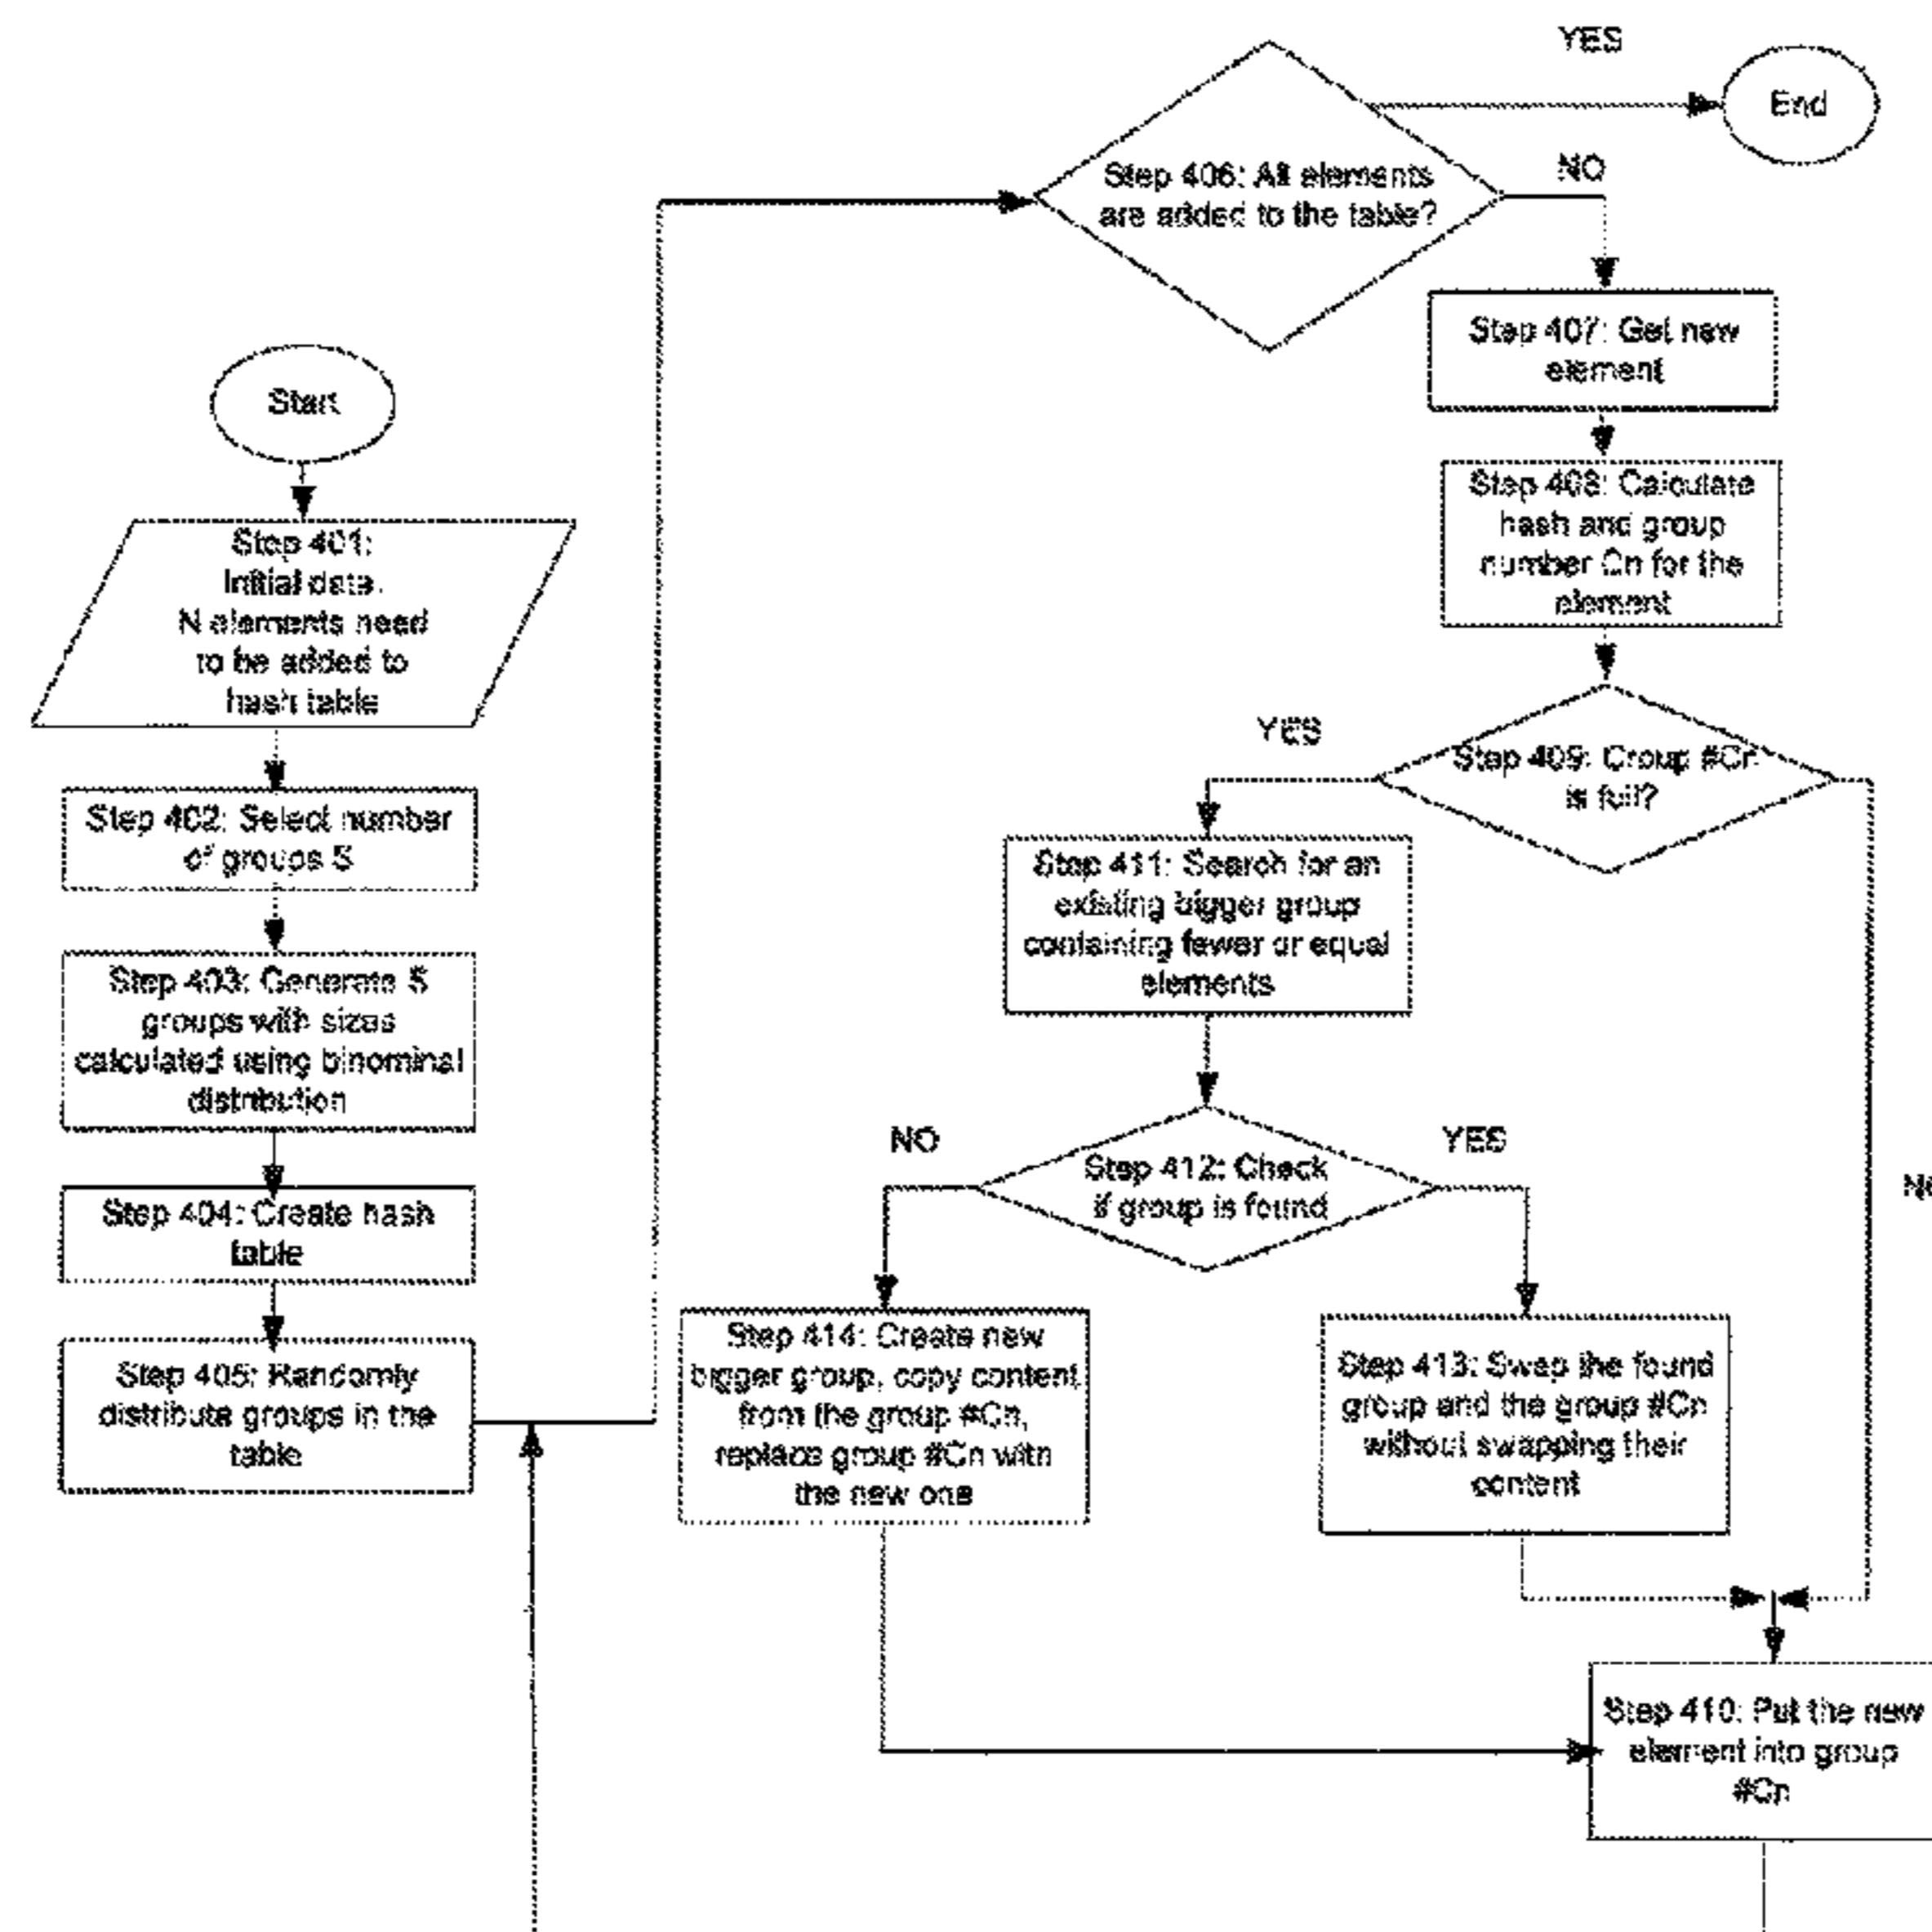 Start
Step 401:
Initial data.
N elements need
to be added to
hash table
Step 402: Select number
of groups S
Step 403: Generate S
groups with sizes
calculated using binominal
distribution
Step 404: Create hash
table
Step 405: Randomly
distribute groups in the
table
Step 406: All elements
are added to the table?
YES
End
NO
Step 407: Get new
element
Step 408: Calculate
hash and group
number Cn for the
element
Step 409: Group #Cn
is full?
YES
NO
Step 411: Search for an
existing bigger group
containing fewer or equal
elements
Step 412: Check
if group is found
NO
YES
Step 414: Create new
bigger group, copy content
from the group #Cn,
replace group #Cn with
the new one
Step 413: Swap the found
group and the group #Cn
without swapping their
content
Step 410: Put the new
element into group
#Cn